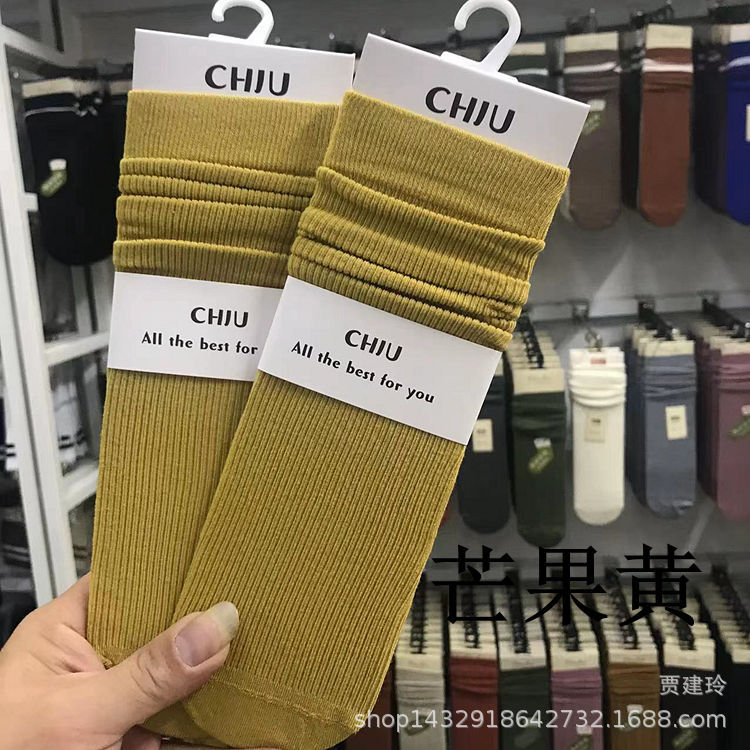 CHJU
CHJU
CHJU
All the best for
CHJU
All the best for you
芒果黄
贾建玲
shop1432918642732.1688.com